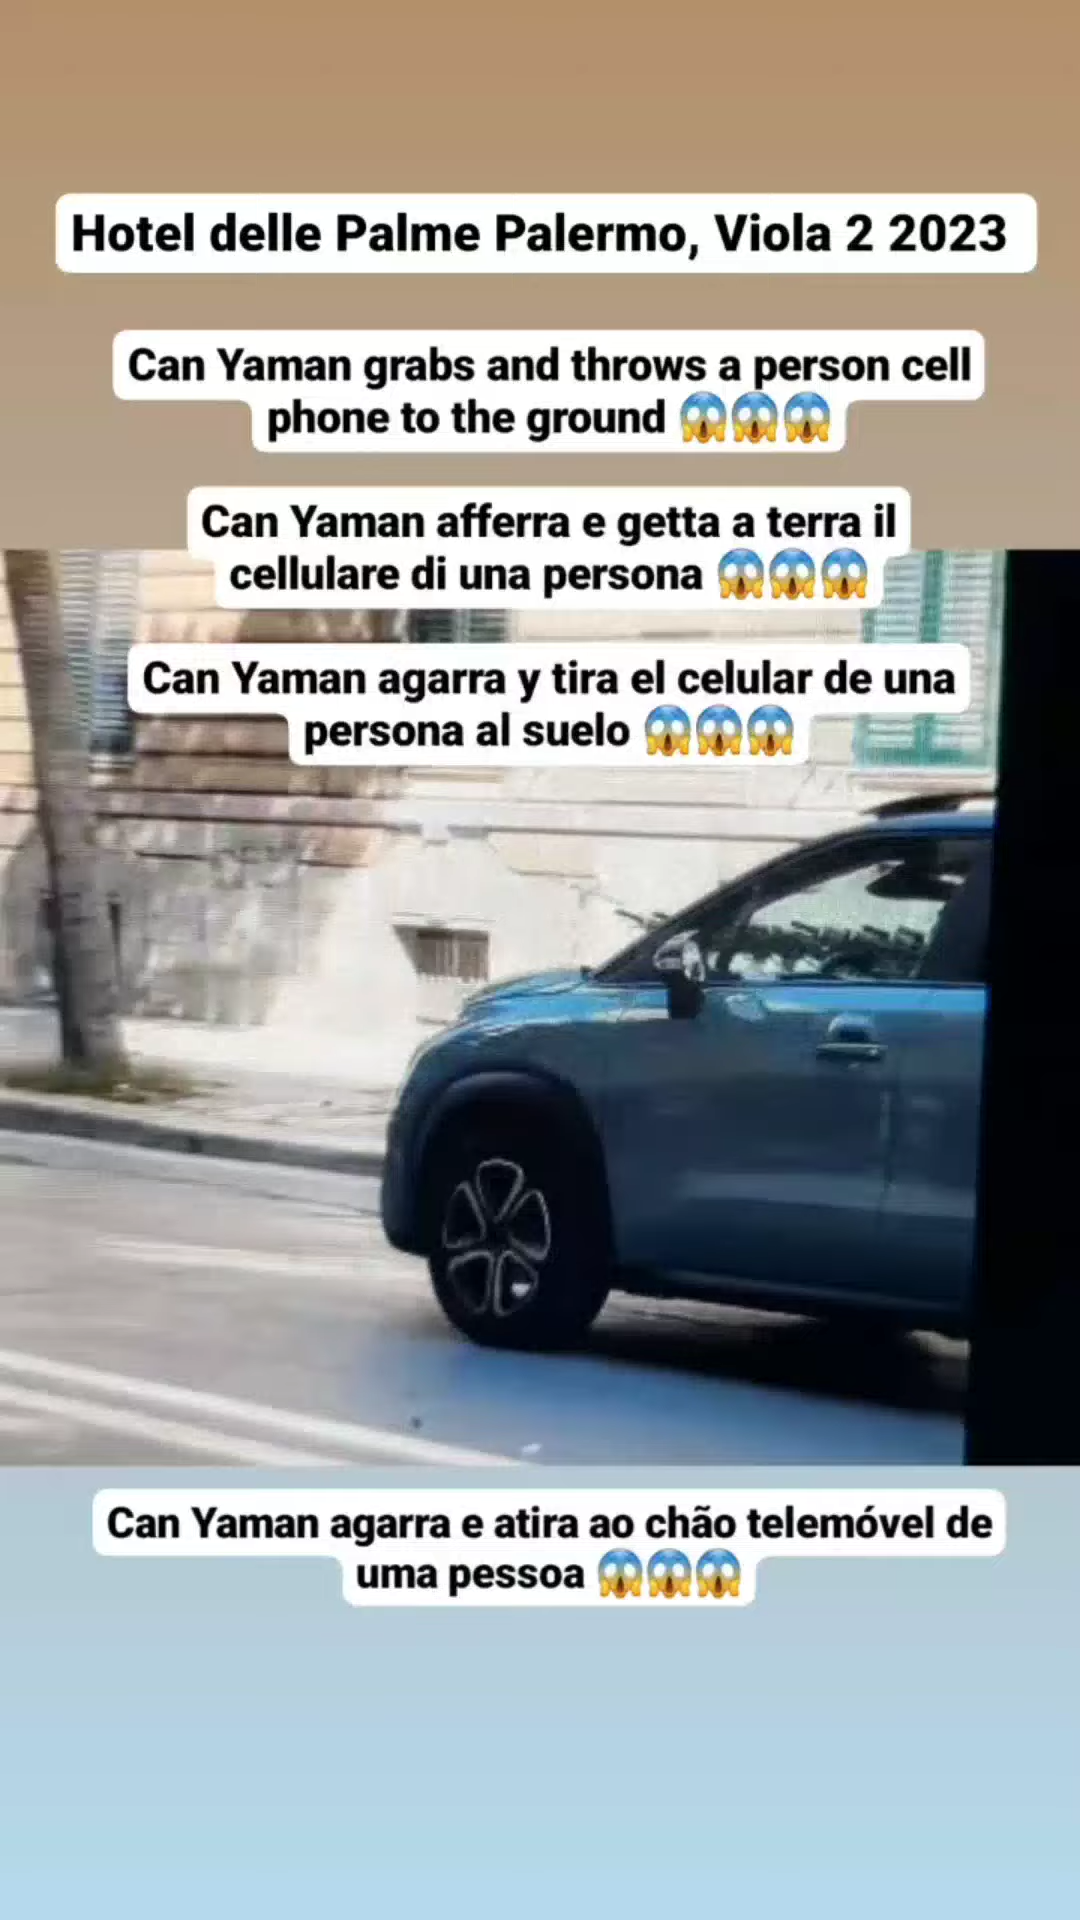 Hotel delle Palme Palermo, Viola 2 2023
Can Yaman grabs and throws a person cell
phone to the ground 😱😱😱
Can Yaman afferra e getta a terra il
cellulare di una persona 😱😱😱
Can Yaman agarra y tira el celular de una
persona al suelo 😱😱😱
Can Yaman agarra e atira ao chão telemóvel de
uma pessoa 😱😱😱